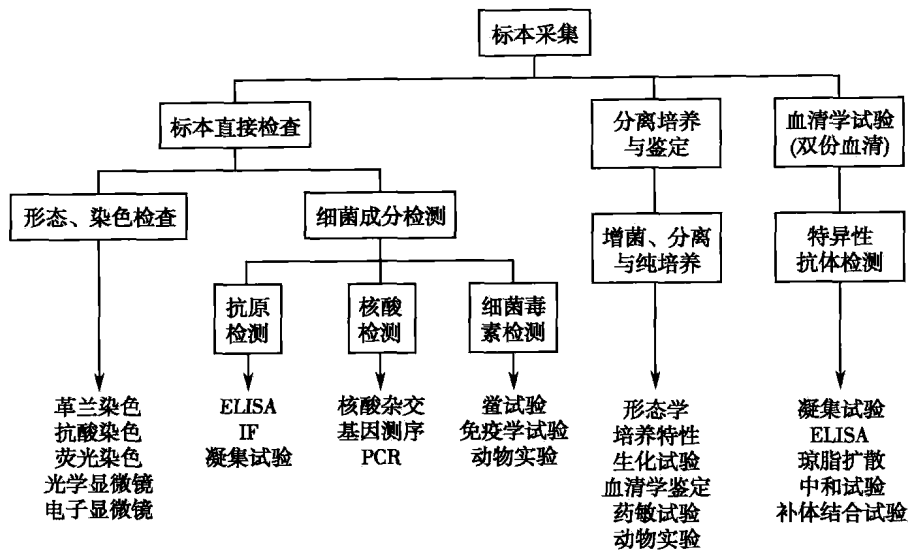 标本采集
标本直接检查
分离培养
与鉴定
血清学试验
(双份血清)
形态、染色检查
细菌成分检测
增菌、分离
与纯培养
特异性
抗体检测
抗原
检测
核酸
检测
细菌毒
素检测
革兰染色
抗酸染色
荧光染色
光学显微镜
电子显微镜
ELISA
IF
凝集试验
核酸杂交
基因测序
PCR
鲎试验
免疫学试验
动物实验
形态学
培养特性
生化试验
血清学鉴定
药敏试验
动物实验
凝集试验
ELISA
琼脂扩散
中和试验
补体结合试验